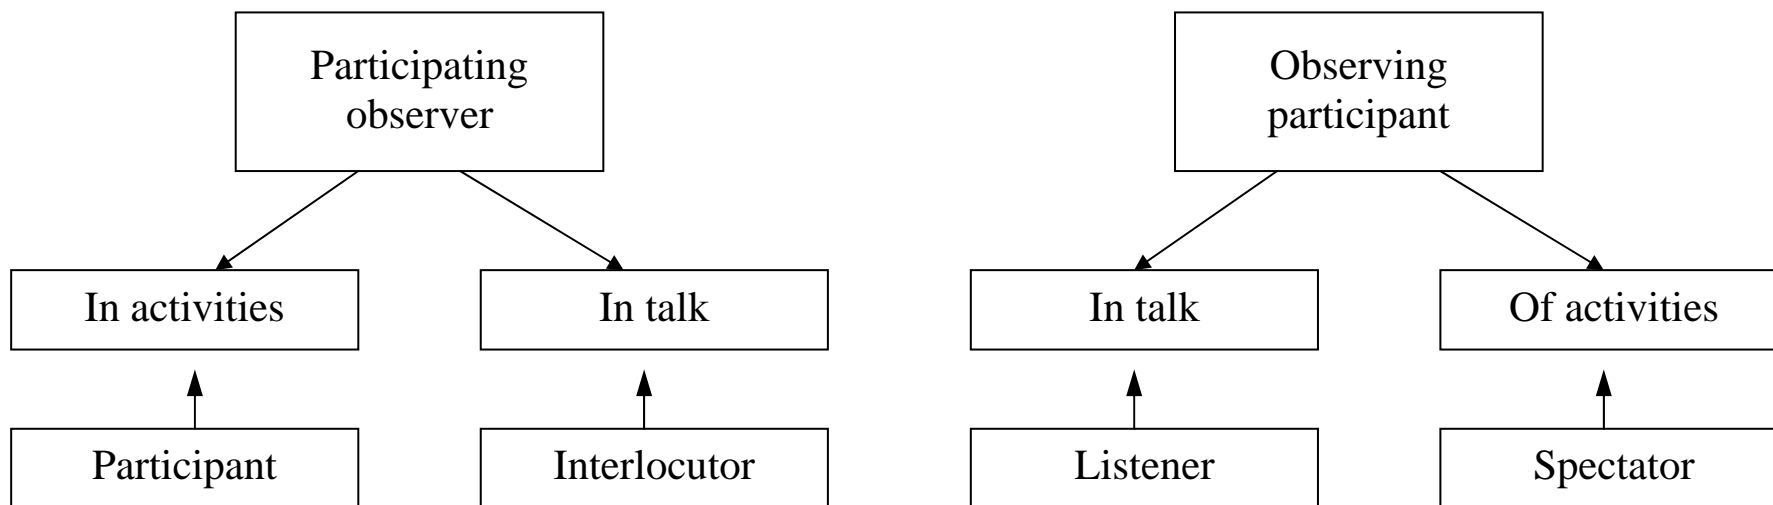 Participating
observer
Observing
participant
In activities
In talk
In talk
Of activities
Participant
Interlocutor
Listener
Spectator